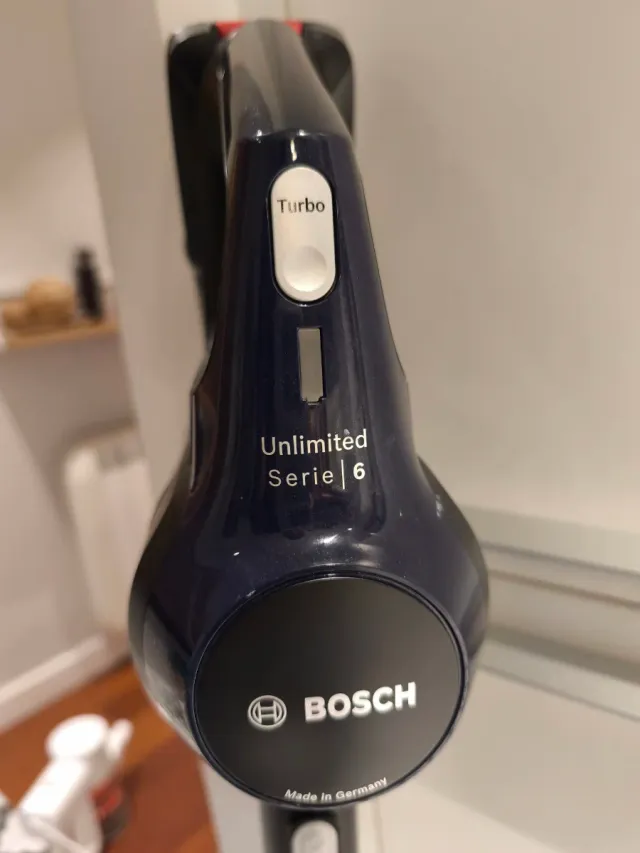 Turbo
Unlimited
Serie | 6
BOSCH
Made in Germany